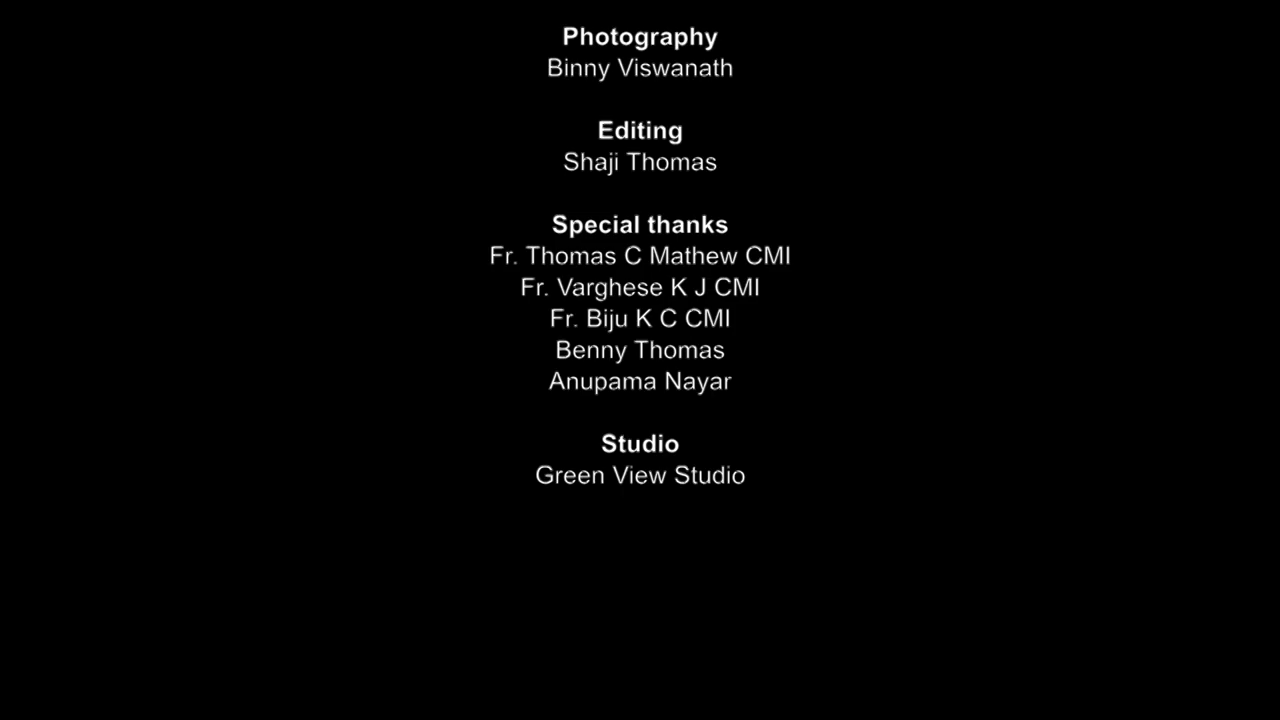 Photography
Binny Viswanath
Editing
Shaji Thomas
Special thanks
Fr. Thomas C Mathew CMI
Fr. Varghese K J CMI
Fr. Biju K C CMI
Benny Thomas
Anupama Nayar
Studio
Green View Studio